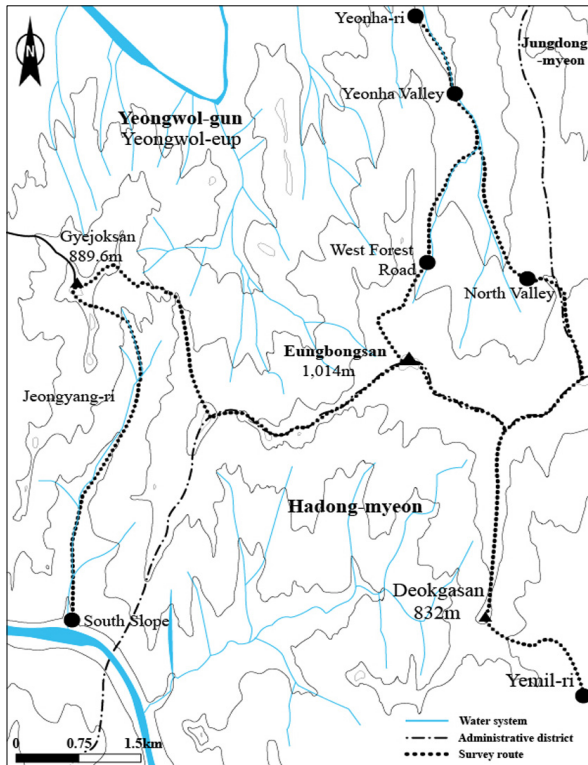 Yeonha-ri
N
Jungdong
-myeon
Yeonha Valley
Yeongwol-gun
Yeongwol-eup
Gyejoksan
889.6m
West Forest
Road
North Valley
Eungbongsan
1,014m
Jeongyang-ri
Hadong-myeon
Deokgasan
832m
South Slope
Yemil-ri
Water system
Administrative district
Survey route
0 0.75 1.5km